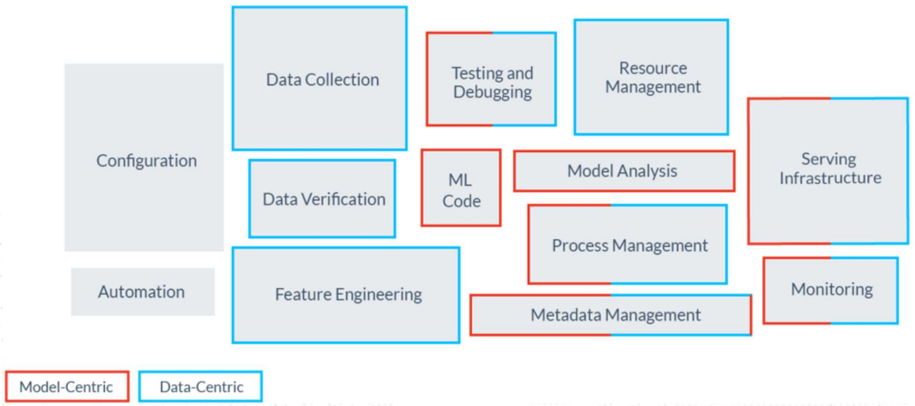 Configuration
Automation
Data Collection
Data Verification
Feature Engineering
Testing and
Debugging
Resource
Management
ML
Code
Model Analysis
Process Management
Metadata Management
Serving
Infrastructure
Monitoring
Model-Centric
Data-Centric